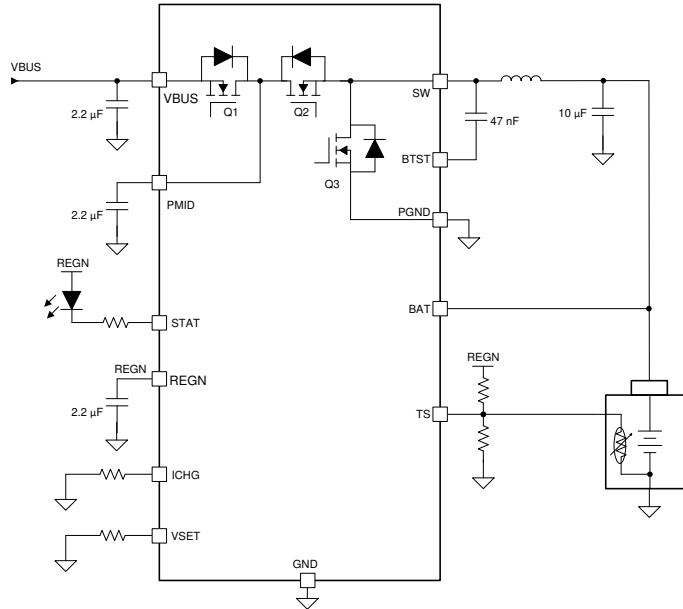 VBUS
2.2 µF
VBUS
Q1
Q2
SW
47 nF
10 µF
BTST
Q3
PMID
2.2 µF
PGND
REGN
STAT
BAT
REGN
REGN
2.2 µF
REGN
TS
ICHG
VSET
GND